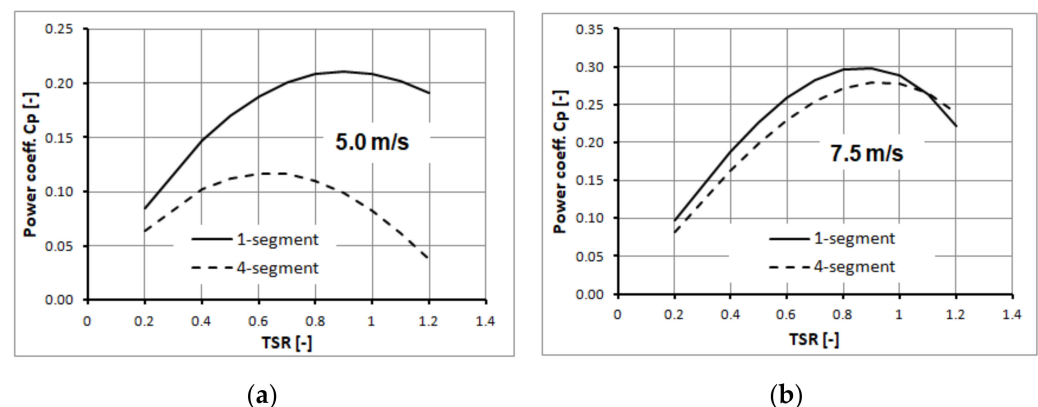 0.25
0.20
0.15
0.10
0.05
0.00
Power coeff. Cp [-]
5.0 m/s
1-segment
4-segment
0 0.2 0.4 0.6 0.8 1 1.2 1.4
TSR [-]
(a)
0.35
0.30
0.25
0.20
0.15
0.10
0.05
0.00
Power coeff. Cp [-]
7.5 m/s
1-segment
4-segment
0 0.2 0.4 0.6 0.8 1 1.2 1.4
TSR [-]
(b)